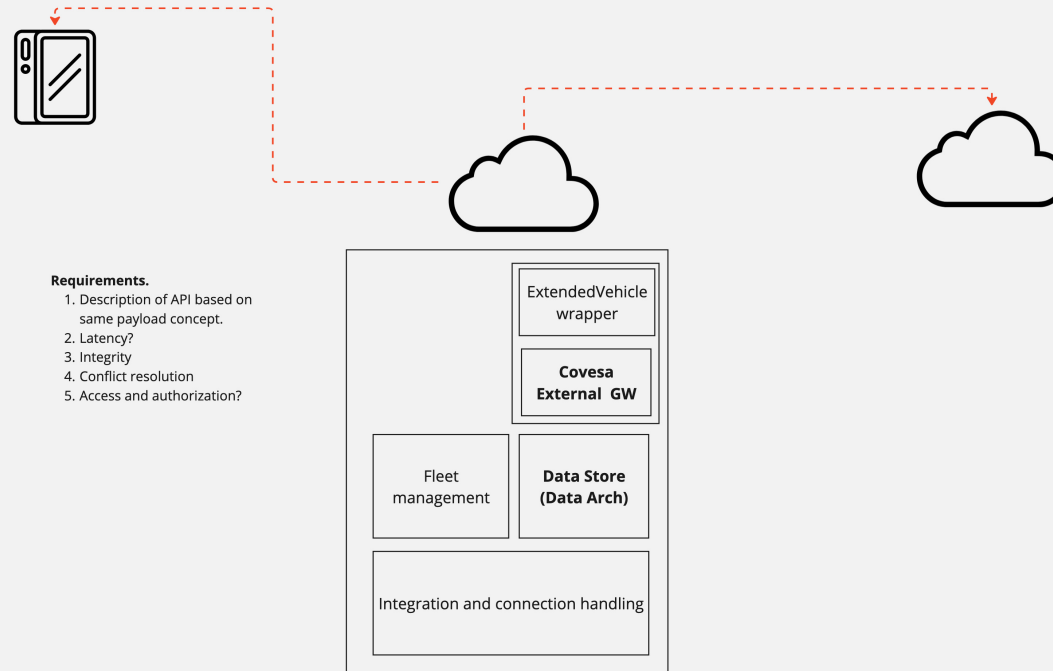 Requirements.
1. Description of API based on
same payload concept.
2. Latency?
3. Integrity
4. Conflict resolution
5. Access and authorization?
ExtendedVehicle
wrapper
Covesa
External GW
Fleet
management
Data Store
(Data Arch)
Integration and connection handling